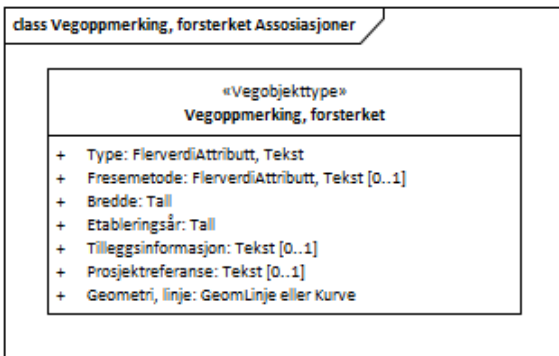 class Vegoppmerking, forsterket Assosiasjoner
«Vegobjekttype»
Vegoppmerking, forsterket
+ Type: FlerverdiAttributt, Tekst
+ Fresemetode: FlerverdiAttributt, Tekst [0..1]
+ Bredde: Tall
+ Etableringsår: Tall
+ Tilleggsinformasjon: Tekst [0..1]
+ Prosjektreferanse: Tekst [0..1]
+ Geometri, linje: GeomLinje eller Kurve